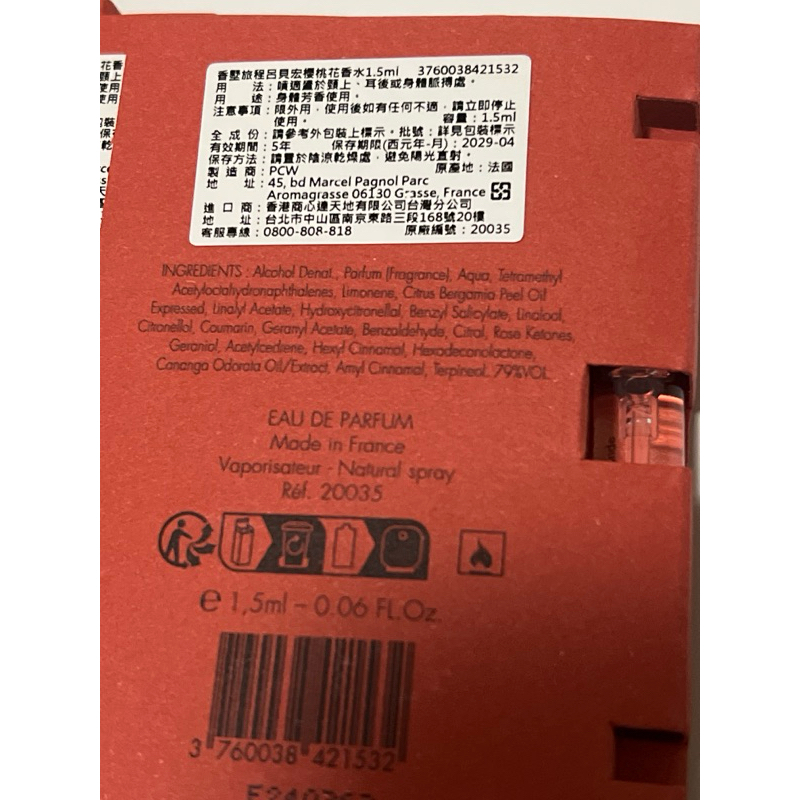 香墅旅程呂貝宏櫻桃花香水1.5ml 3760038421532
用 法：噴適量於頸上、耳後或身體脈搏處。
用 途：身體芳香使用。
注意事項：限外用，使用後如有任何不適，請立即停止
使用。 容量：1.5ml
全 成 份：請參考外包裝上標示。批號：詳見包裝標示
有效期間：5年 保存期限(西元年-月)：2029-04
保存方法：請置於陰涼乾燥處，避免陽光直射。
製 造 商：PCW 原產地：法國
地 址：45, bd Marcel Pagnol Parc
Aromagrasse 06130 Grasse, France
進 口 商：香港商心達天地有限公司台灣分公司
地 址：台北市中山區南京東路三段168號20樓
客服專線：0800-808-818 原廠編號：20035
花香
頸上
使用
使用
INGREDIENTS : Alcohol Denat., Parfum (Fragrance), Aqua, Tetramethyl
Acetyloctahydronaphthalenes, Limonene, Citrus Bergamia Peel Oil
Expressed, Linalyl Acetate, Hydroxycitronellal, Benzyl Salicylate, Linalool,
Citronellol, Coumarin, Geranyl Acetate, Benzaldehyde, Citral, Rose Ketones,
Geraniol, Acetylcedrene, Hexyl Cinnamal, Hexadecanolactone,
Cananga Odorata Oil/Extract, Amyl Cinnamal, Terpineol. 79%VOL
EAU DE PARFUM
Made in France
Vaporisateur - Natural spray
Réf. 20035
e 1,5ml – 0.06 FL.Oz.
3 760038 421532